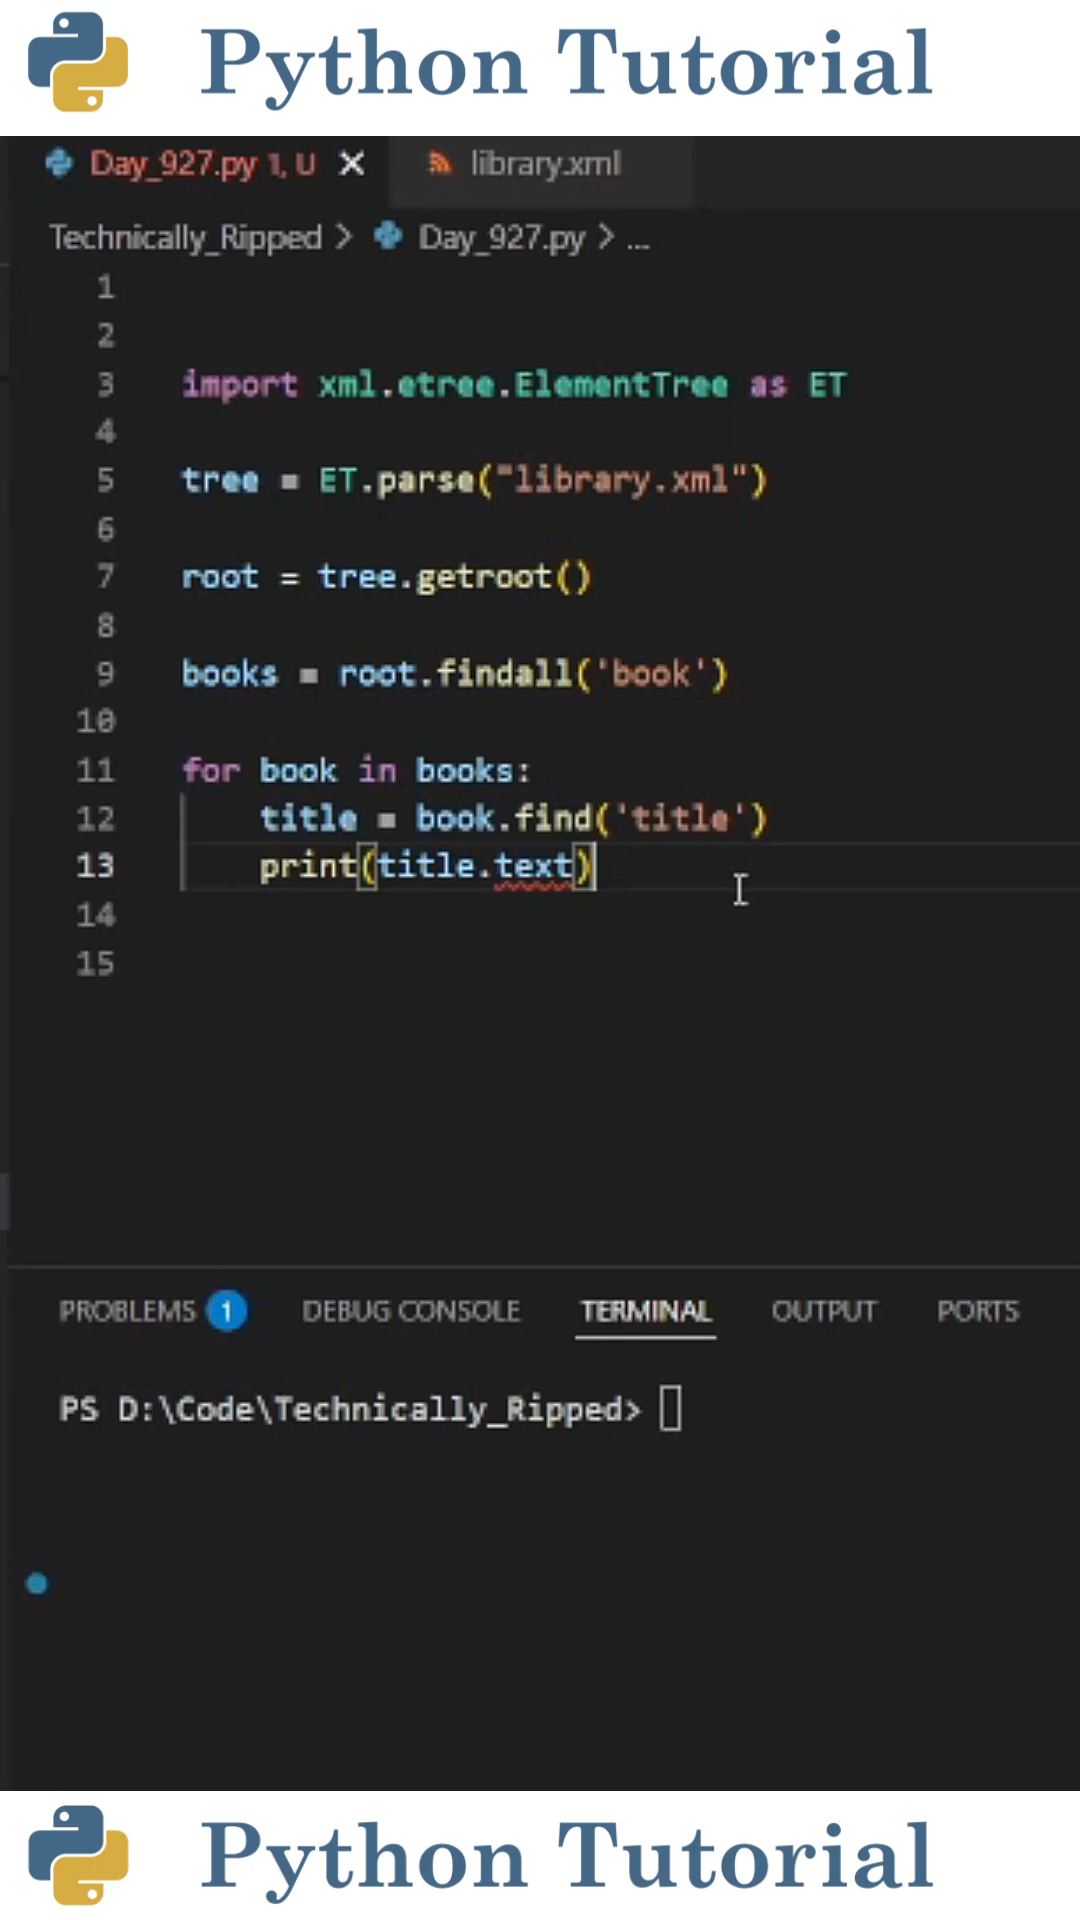 Python Tutorial
Day_927.py 1, U X library.xml
Technically_Ripped > Day_927.py > ...
1
2
3 import xml.etree.ElementTree as ET
4
5 tree = ET.parse("library.xml")
6
7 root = tree.getroot()
8
9 books = root.findall('book')
10
11 for book in books:
12     title = book.find('title')
13     print(title.text)
14
15
PROBLEMS 1 DEBUG CONSOLE TERMINAL OUTPUT PORTS
PS D:\Code\Technically_Ripped>
Python Tutorial